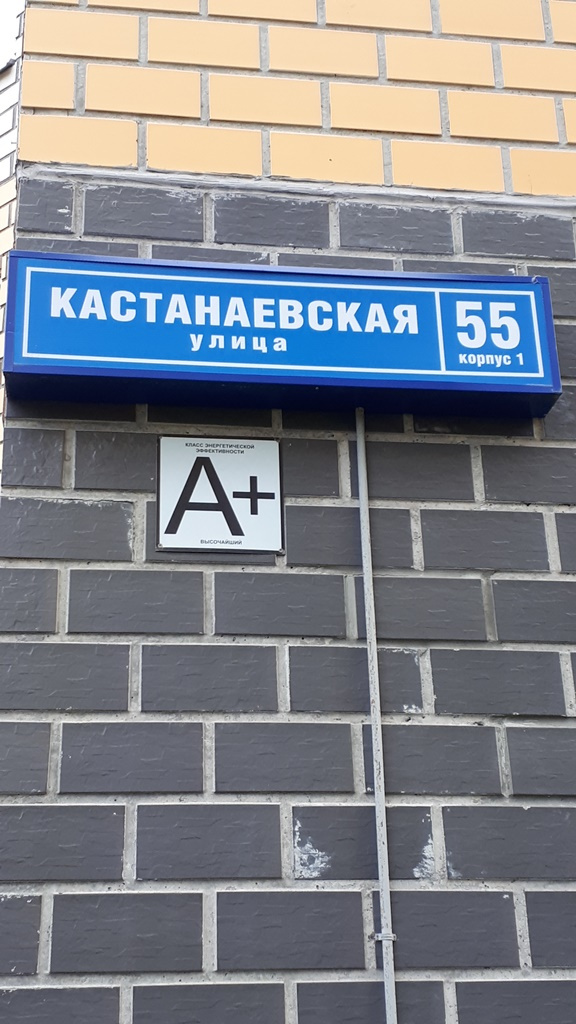 КАСТАНАЕВСКАЯ
улица
55
корпус 1
КЛАСС ЭНЕРГЕТИЧЕСКОЙ
ЭФФЕКТИВНОСТИ
A+
ВЫСОЧАЙШИЙ